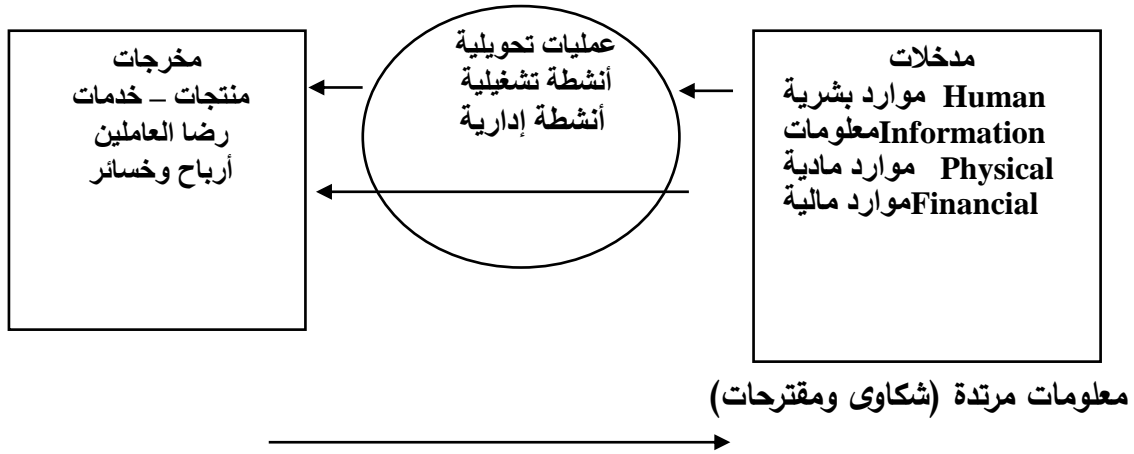 مدخلات
Human موارد بشرية
Informationمعلومات
Physical موارد مادية
Financialموارد مالية
عمليات تحويلية
أنشطة تشغيلية
أنشطة إدارية
مخرجات
منتجات – خدمات
رضا العاملين
أرباح وخسائر
معلومات مرتدة (شكاوى ومقترحات)